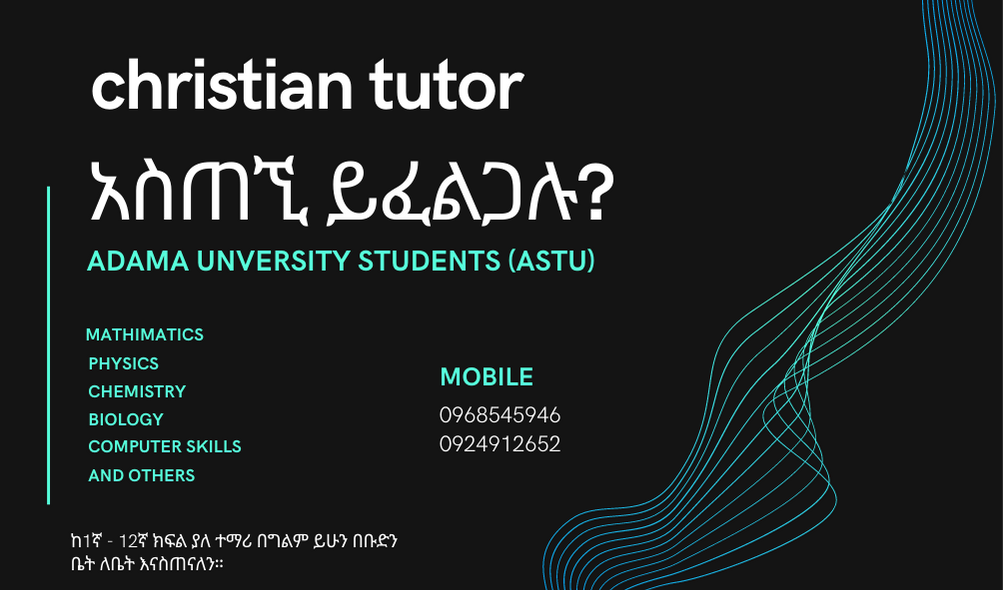 christian tutor
አስጠኚ ይፈልጋሉ?
ADAMA UNVERSITY STUDENTS (ASTU)
MATHIMATICS
PHYSICS
CHEMISTRY
BIOLOGY
COMPUTER SKILLS
AND OTHERS
MOBILE
0968545946
0924912652
ከ1ኛ - 12ኛ ክፍል ያለ ተማሪ በግልም ይሁን በቡድን
ቤት ለቤት እናስጠናለን።